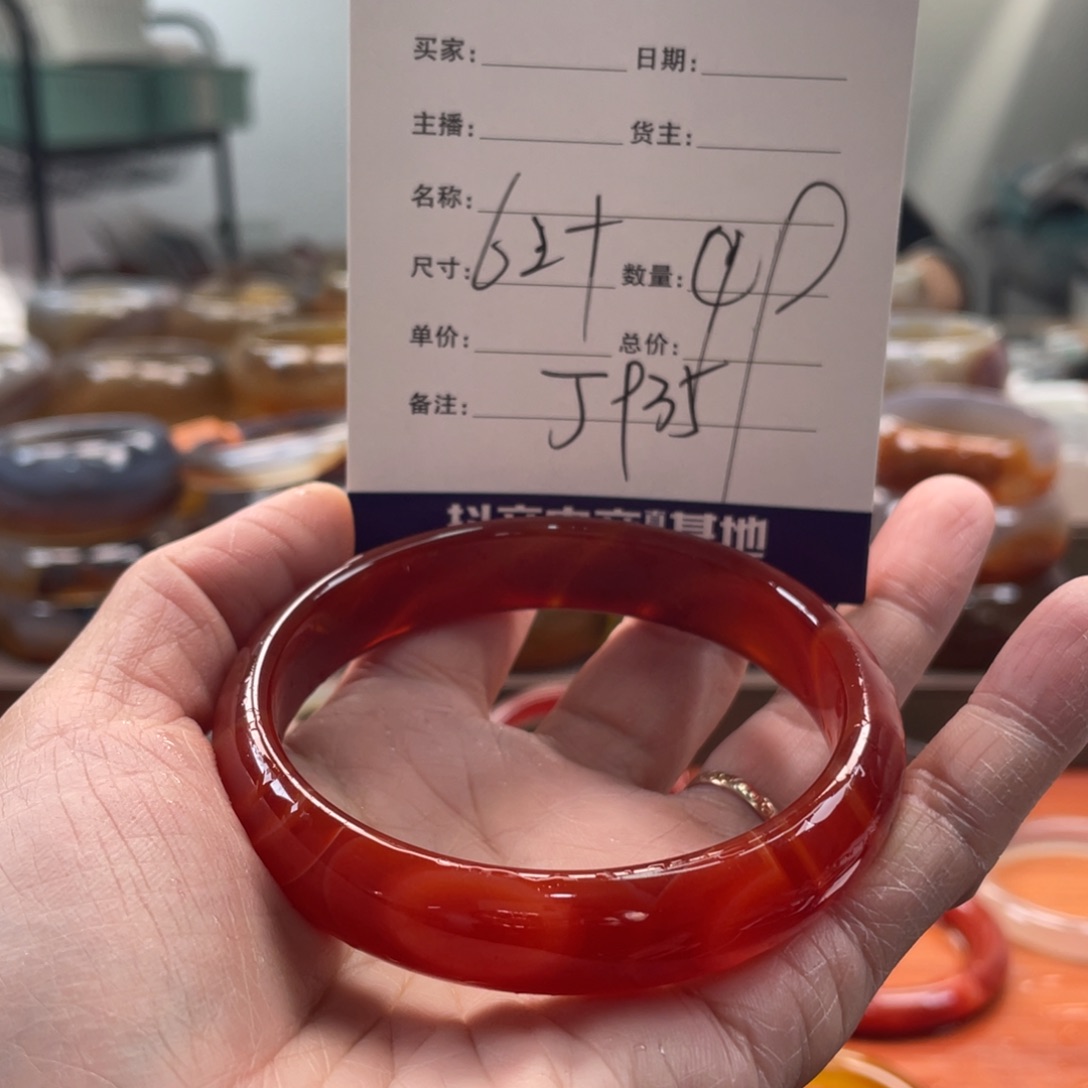 买家: 日期:
主播: 货主:
名称:
尺寸: 62+ 数量:
单价: 总价:
备注: JP35
基地